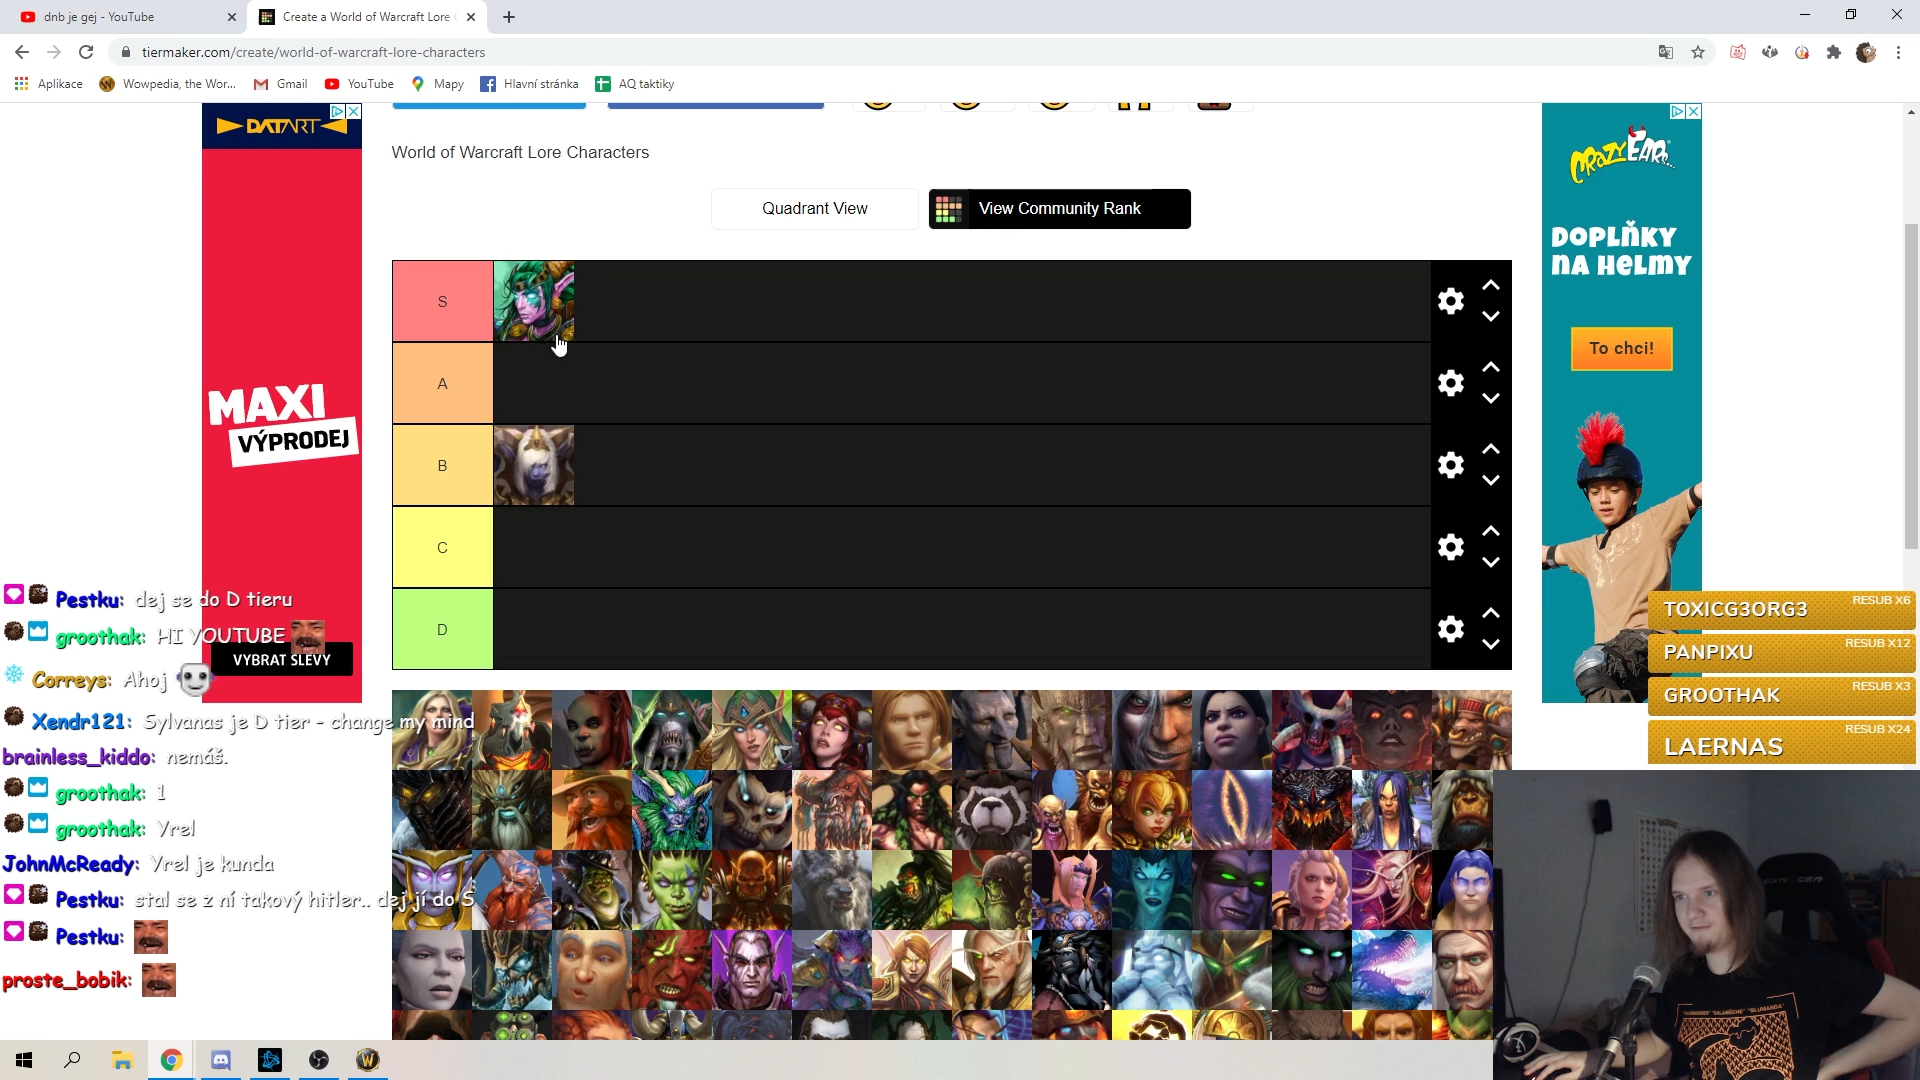 dnb je gej - YouTube
Create a World of Warcraft Lore C
tiermaker.com/create/world-of-warcraft-lore-characters
Aplikace
Wowpedia, the Wor...
Gmail
YouTube
Mapy
Hlavní stránka
AQ taktiky
DATART
MAXI
VÝPRODEJ
VYBRAT SLEVY
World of Warcraft Lore Characters
Quadrant View
View Community Rank
S
A
B
C
D
CRAZY EARS
DOPLŇKY
NA HELMY
To chci!
Pestku: dej se do D tieru
groothak: HI YOUTUBE
Correys: Ahoj
Xendr121: Sylvanas je D tier - change my mind
brainless_kiddo: nemáš.
groothak: 1
groothak: Yrel
JohnMcReady: Yrel je kunda
Pestku: stal se z ní takový hitler.. dej jí do S
Pestku:
proste_bobik:
TOXICG3ORG3 RESUB X6
PANPIXU RESUB X12
GROOTHAK RESUB X3
LAERNAS RESUB X24